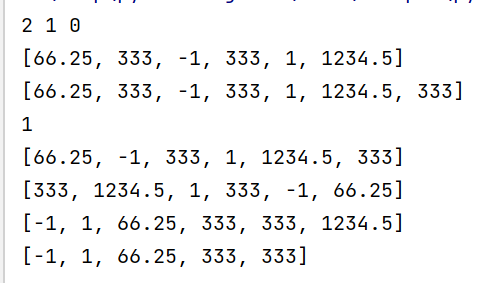 2 1 0
[66.25, 333, -1, 333, 1, 1234.5]
[66.25, 333, -1, 333, 1, 1234.5, 333]
1
[66.25, -1, 333, 1, 1234.5, 333]
[333, 1234.5, 1, 333, -1, 66.25]
[-1, 1, 66.25, 333, 333, 1234.5]
[-1, 1, 66.25, 333, 333]